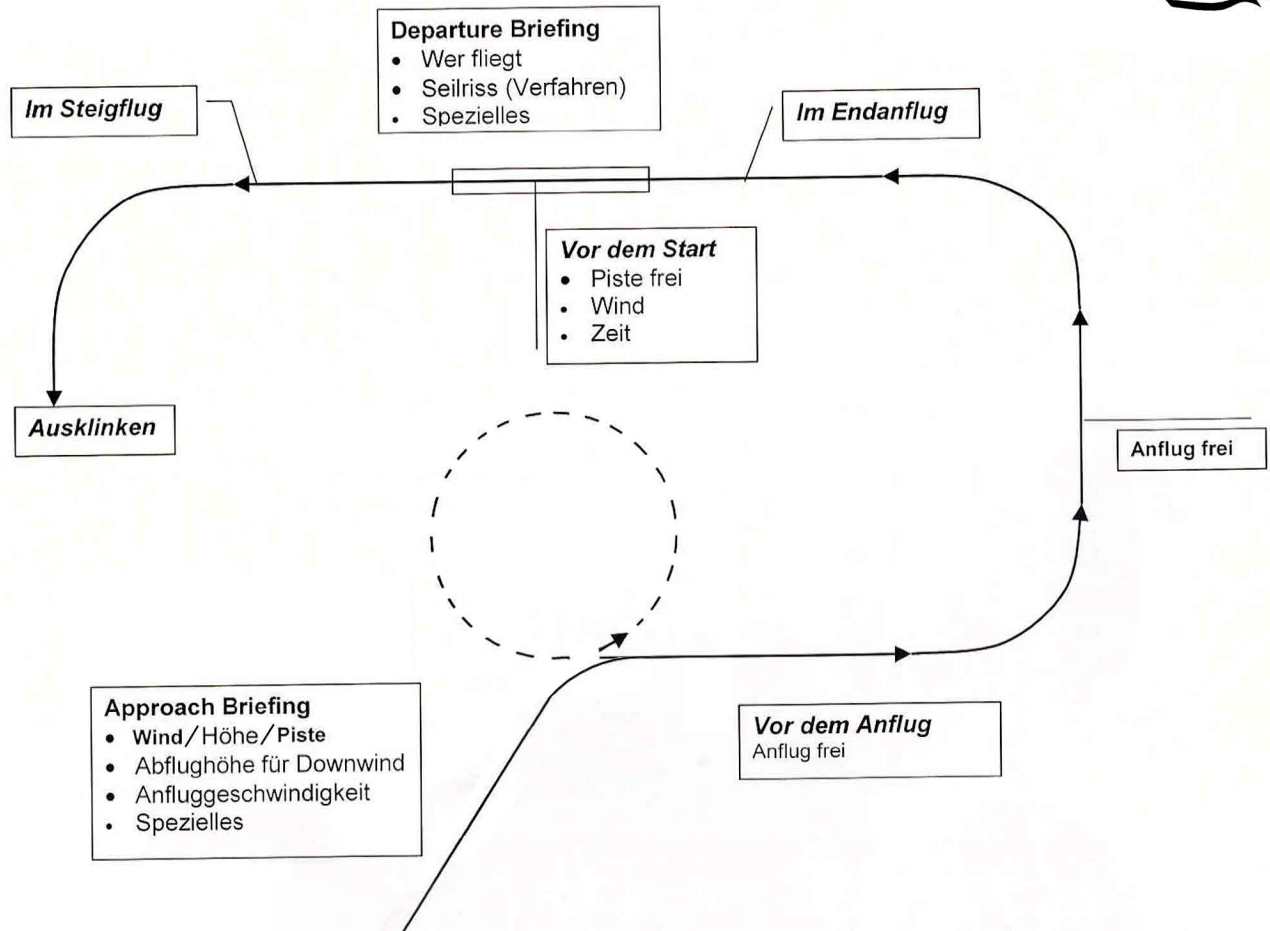 Departure Briefing
• Wer fliegt
• Seilriss (Verfahren)
• Spezielles
Im Steigflug
Im Endanflug
Vor dem Start
• Piste frei
• Wind
• Zeit
Ausklinken
Anflug frei
Approach Briefing
• Wind/Höhe/Piste
• Abflughöhe für Downwind
• Anfluggeschwindigkeit
• Spezielles
Vor dem Anflug
Anflug frei